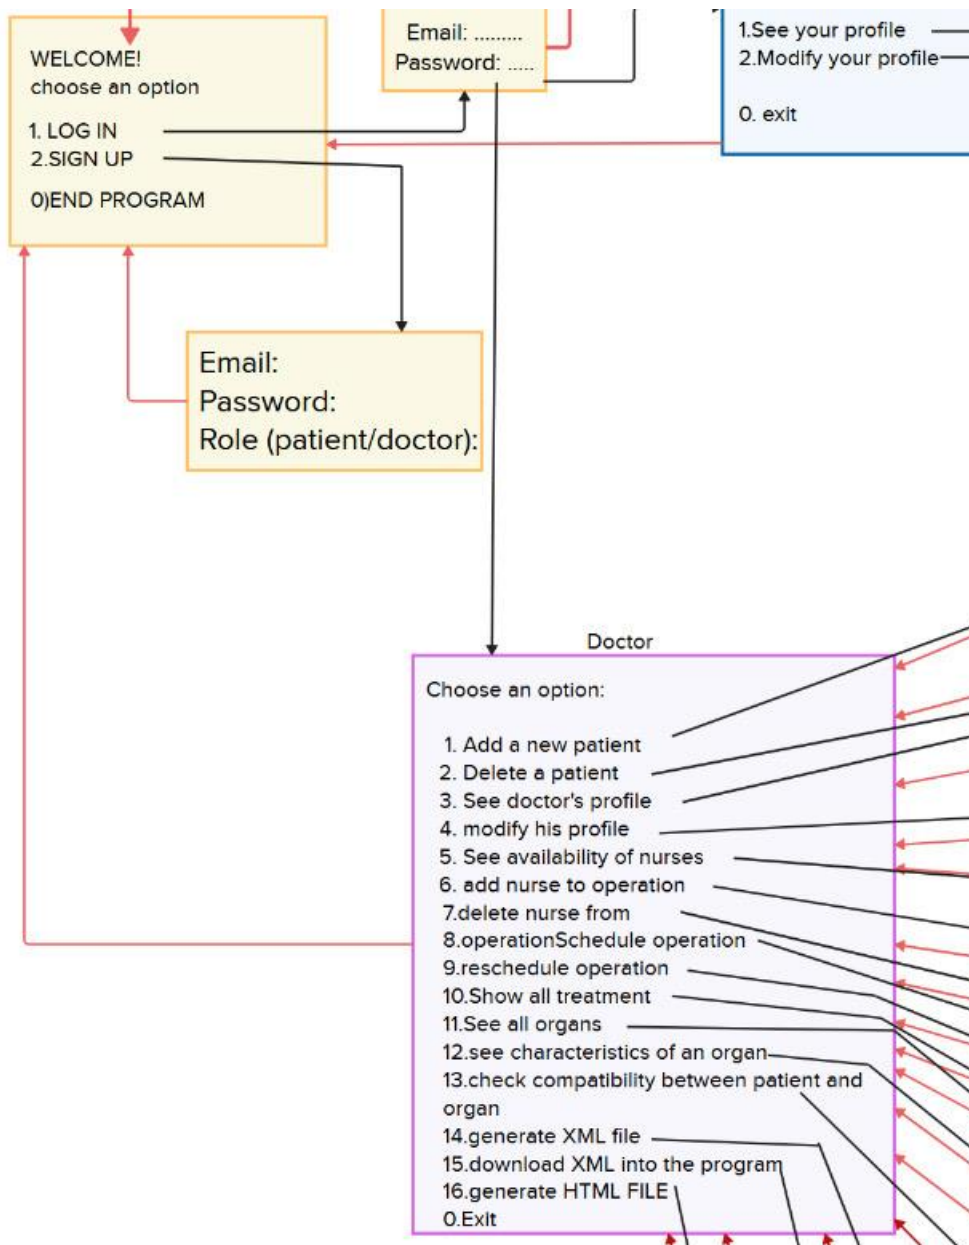 WELCOME!
choose an option
1. LOG IN
2.SIGN UP
0)END PROGRAM
Email: .........
Password: .....
1.See your profile
2.Modify your profile
0. exit
Email:
Password:
Role (patient/doctor):
Doctor
Choose an option:
1. Add a new patient
2. Delete a patient
3. See doctor's profile
4. modify his profile
5. See availability of nurses
6. add nurse to operation
7.delete nurse from
8.operationSchedule operation
9.reschedule operation
10.Show all treatment
11.See all organs
12.see characteristics of an organ
13.check compatibility between patient and
organ
14.generate XML file
15.download XML into the program
16.generate HTML FILE
0.Exit